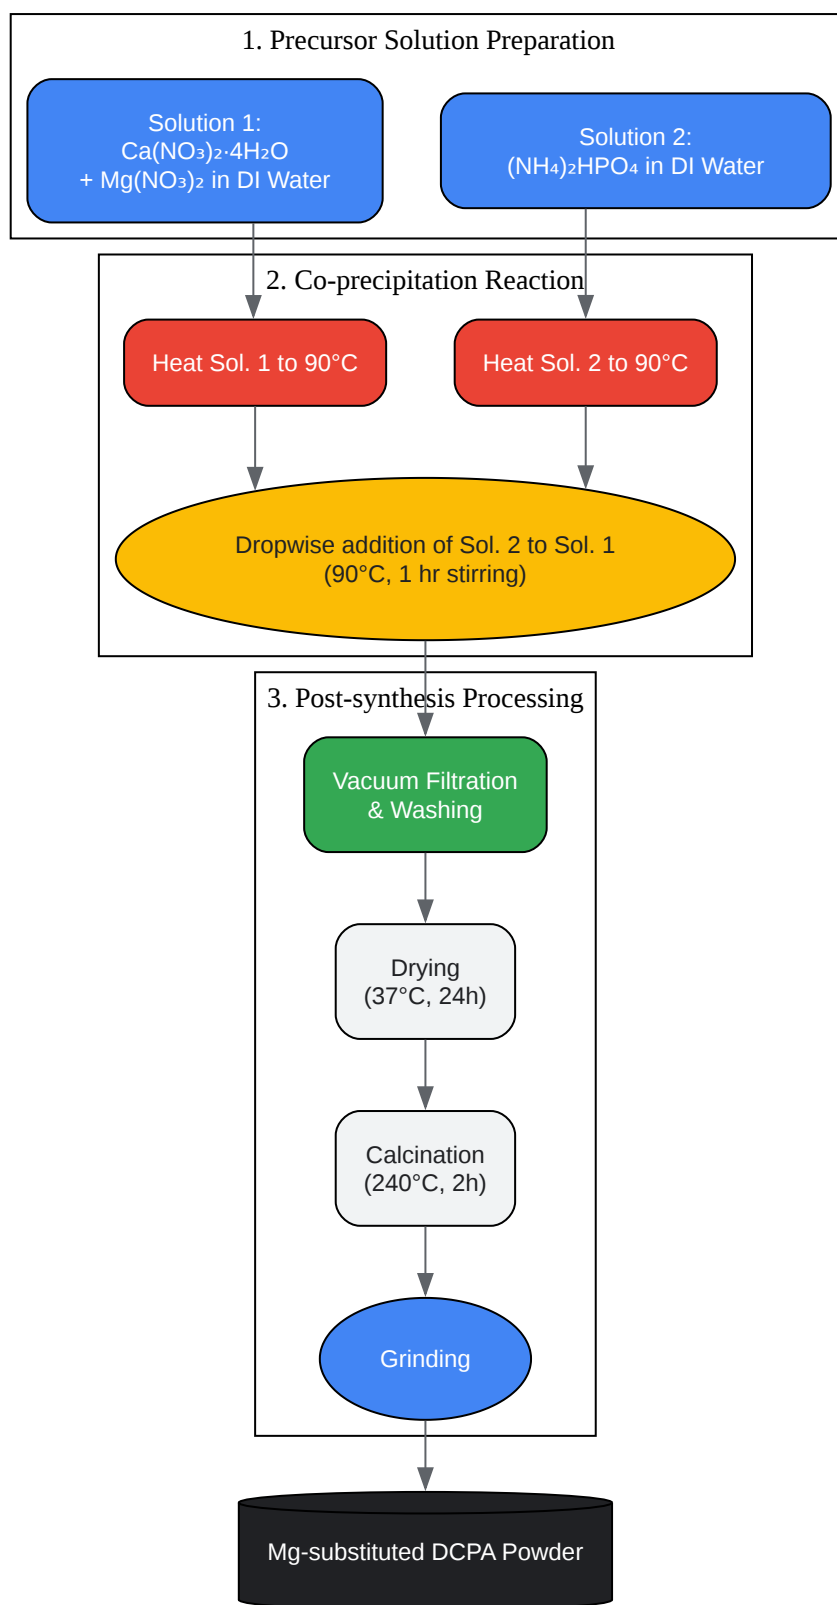 1. Precursor Solution Preparation
Solution 1:
Ca(NO₃)₂·4H₂O
+ Mg(NO₃)₂ in DI Water
Solution 2:
(NH₄)₂HPO₄ in DI Water
2. Co-precipitation Reaction
Heat Sol. 1 to 90°C
Heat Sol. 2 to 90°C
Dropwise addition of Sol. 2 to Sol. 1
(90°C, 1 hr stirring)
3. Post-synthesis Processing
Vacuum Filtration
& Washing
Drying
(37°C, 24h)
Calcination
(240°C, 2h)
Grinding
Mg-substituted DCPA Powder